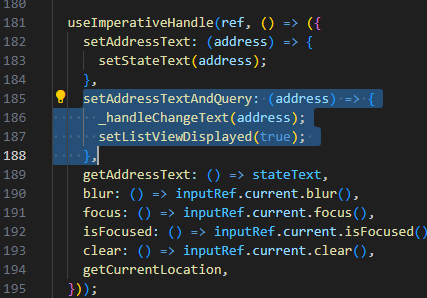 180
181 useImperativeHandle(ref, () => ({
182 setAddressText: (address) => {
183 setStateText(address);
184 },
185 setAddressTextAndQuery: (address) => {
186 _handleChangeText(address);
187 setListViewDisplayed(true);
188 },
189 getAddressText: () => stateText,
190 blur: () => inputRef.current.blur(),
191 focus: () => inputRef.current.focus(),
192 isFocused: () => inputRef.current.isFocused()
193 clear: () => inputRef.current.clear(),
194 getCurrentLocation,
195 }));